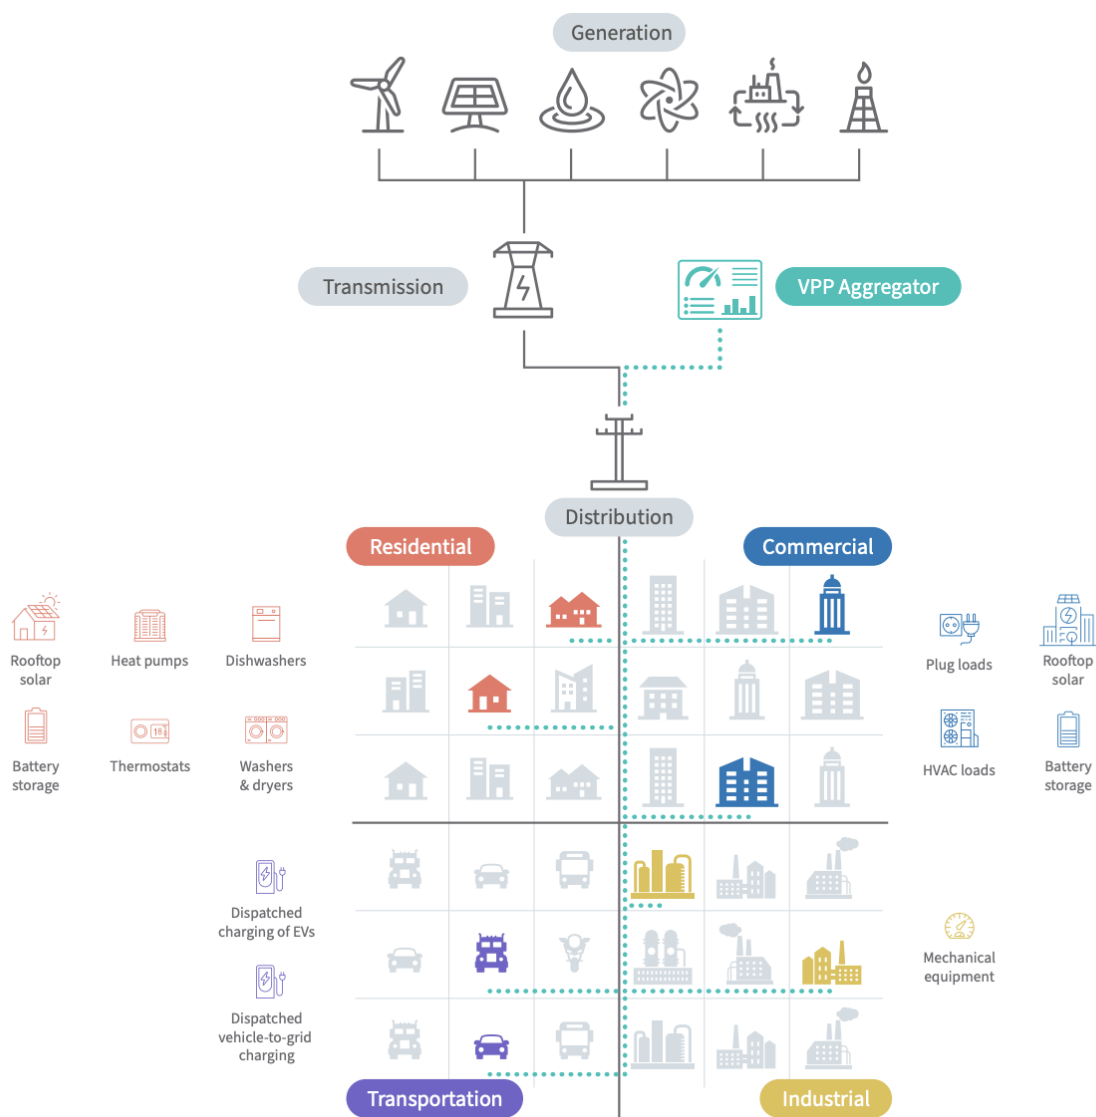 Generation
Transmission
VPP Aggregator
Distribution
Residential
Commercial
Rooftop
solar
Heat pumps
Dishwashers
Battery
storage
Thermostats
18
Washers
& dryers
Plug loads
Rooftop
solar
HVAC loads
Battery
storage
Dispatched
charging of EVs
Dispatched
vehicle-to-grid
charging
Mechanical
equipment
Transportation
Industrial